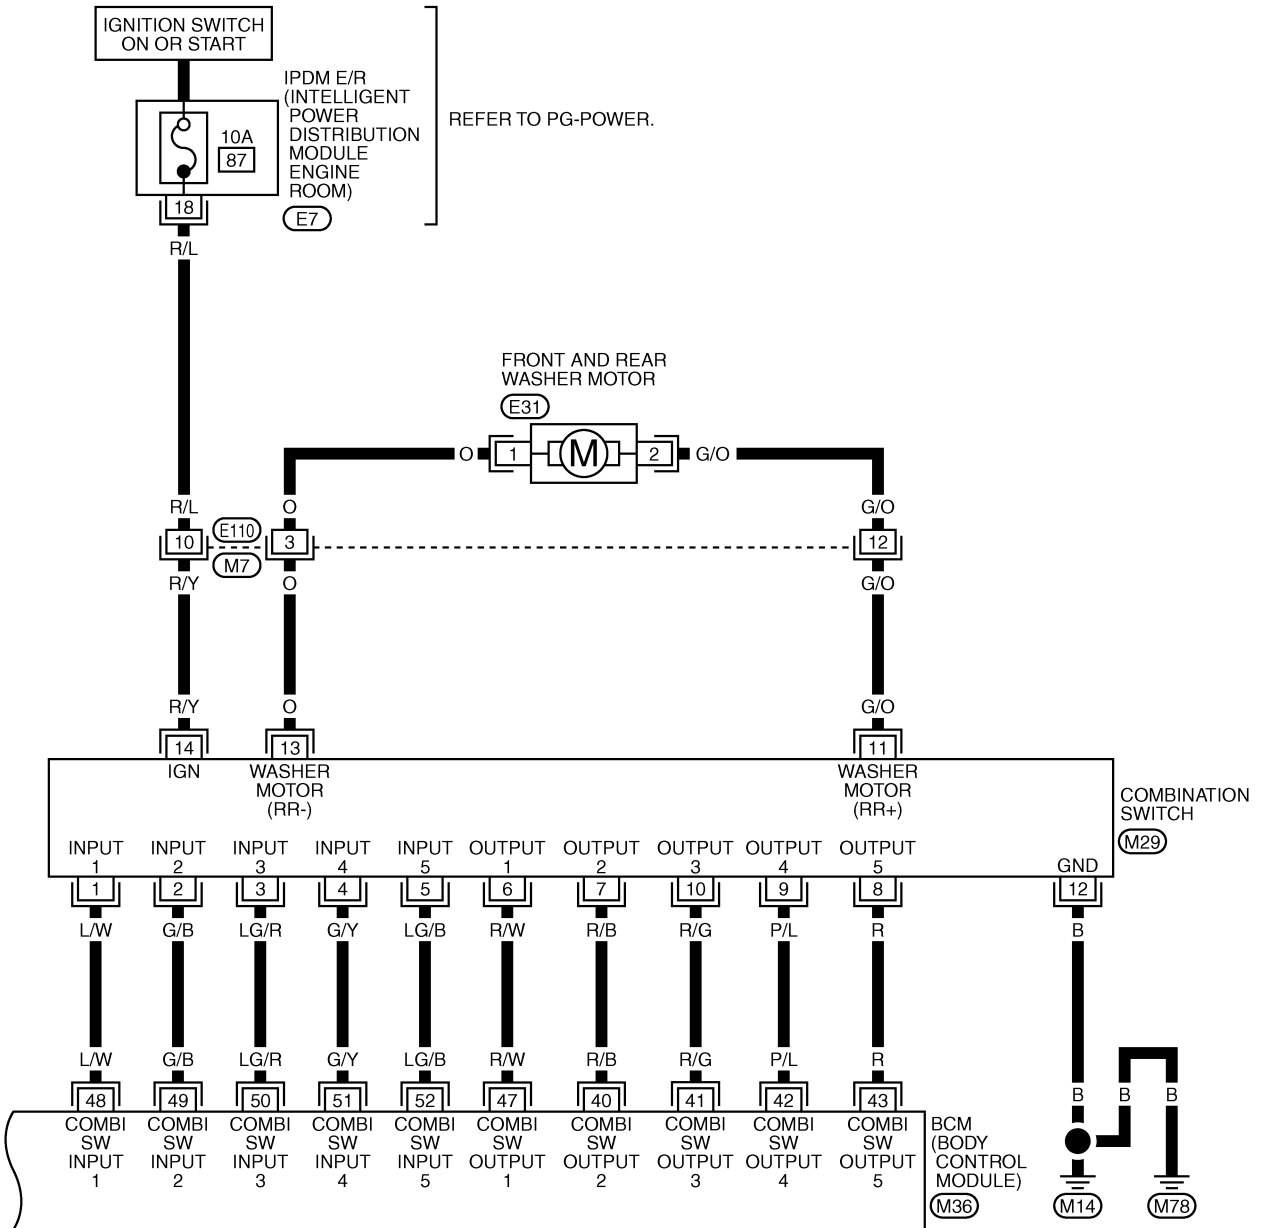 IGNITION SWITCH
ON OR START
IPDM E/R
(INTELLIGENT
POWER
DISTRIBUTION
MODULE
ENGINE
ROOM)
E7
10A
87
18
REFER TO PG-POWER.
R/L
FRONT AND REAR
WASHER MOTOR
E31
O
1
M
2
G/O
R/L
O
G/O
10
E110
M7
3
12
R/Y
O
G/O
R/Y
O
G/O
14
13
11
IGN
WASHER
MOTOR
(RR-)
WASHER
MOTOR
(RR+)
COMBINATION
SWITCH
M29
INPUT
1
INPUT
2
INPUT
3
INPUT
4
INPUT
5
OUTPUT
1
OUTPUT
2
OUTPUT
3
OUTPUT
4
OUTPUT
5
GND
1
2
3
4
5
6
7
10
9
8
12
L/W
G/B
LG/R
G/Y
LG/B
R/W
R/B
R/G
P/L
R
B
L/W
G/B
LG/R
G/Y
LG/B
R/W
R/B
R/G
P/L
R
B
B
B
48
49
50
51
52
47
40
41
42
43
COMBI
SW
INPUT
1
COMBI
SW
INPUT
2
COMBI
SW
INPUT
3
COMBI
SW
INPUT
4
COMBI
SW
INPUT
5
COMBI
SW
OUTPUT
1
COMBI
SW
OUTPUT
2
COMBI
SW
OUTPUT
3
COMBI
SW
OUTPUT
4
COMBI
SW
OUTPUT
5
BCM
(BODY
CONTROL
MODULE)
M36
M14
M78